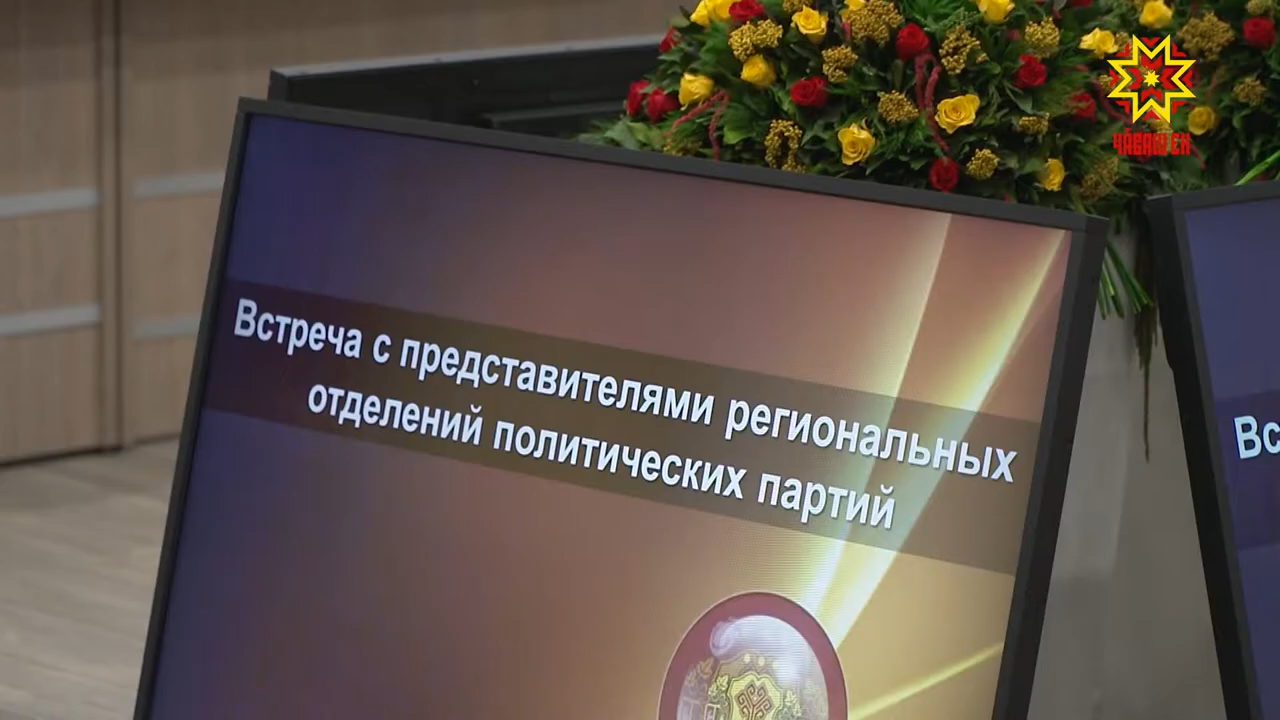 Встреча с представителями региональных
отделений политических партий
Вс
ЧӐВАШ ЕН